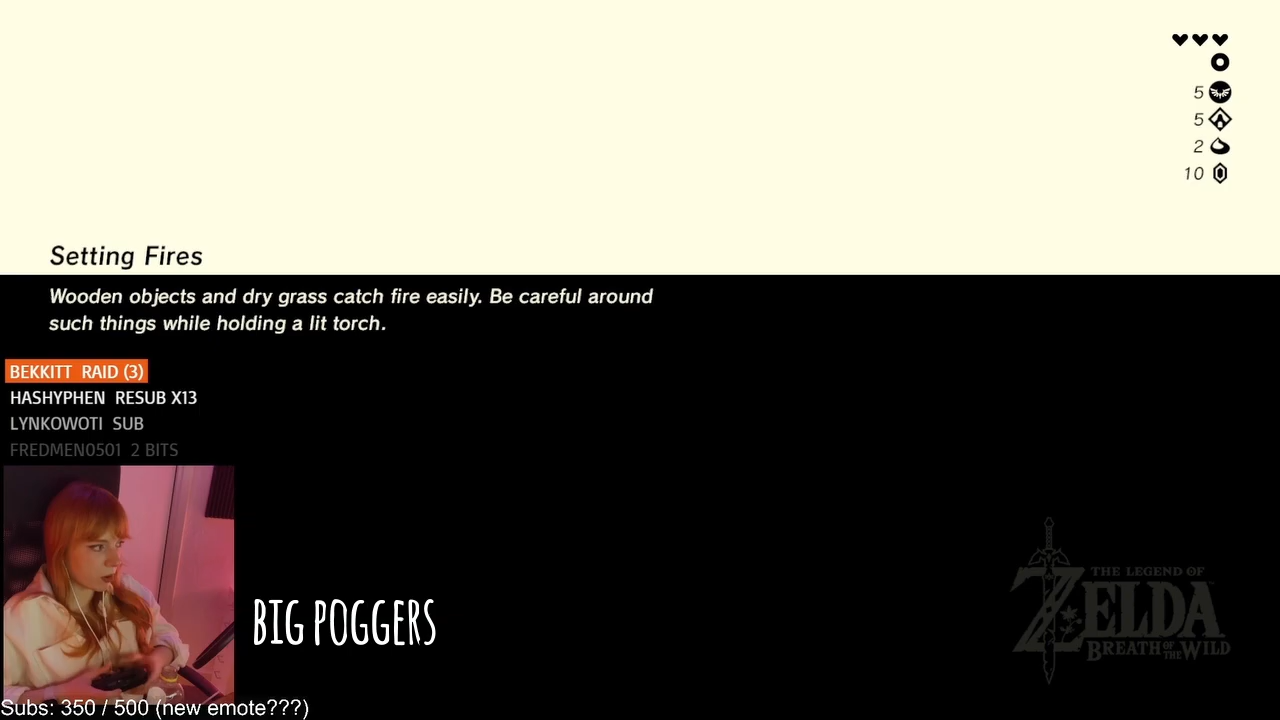 5
5
2
10
Setting Fires
Wooden objects and dry grass catch fire easily. Be careful around
such things while holding a lit torch.
BEKKITT RAID (3)
HASHYPHEN RESUB X13
LYNKOWOTI SUB
FREDMEN0501 2 BITS
BIG POGGERS
THE LEGEND OF
ZELDA
BREATH OF THE WILD
Subs: 350 / 500 (new emote???)